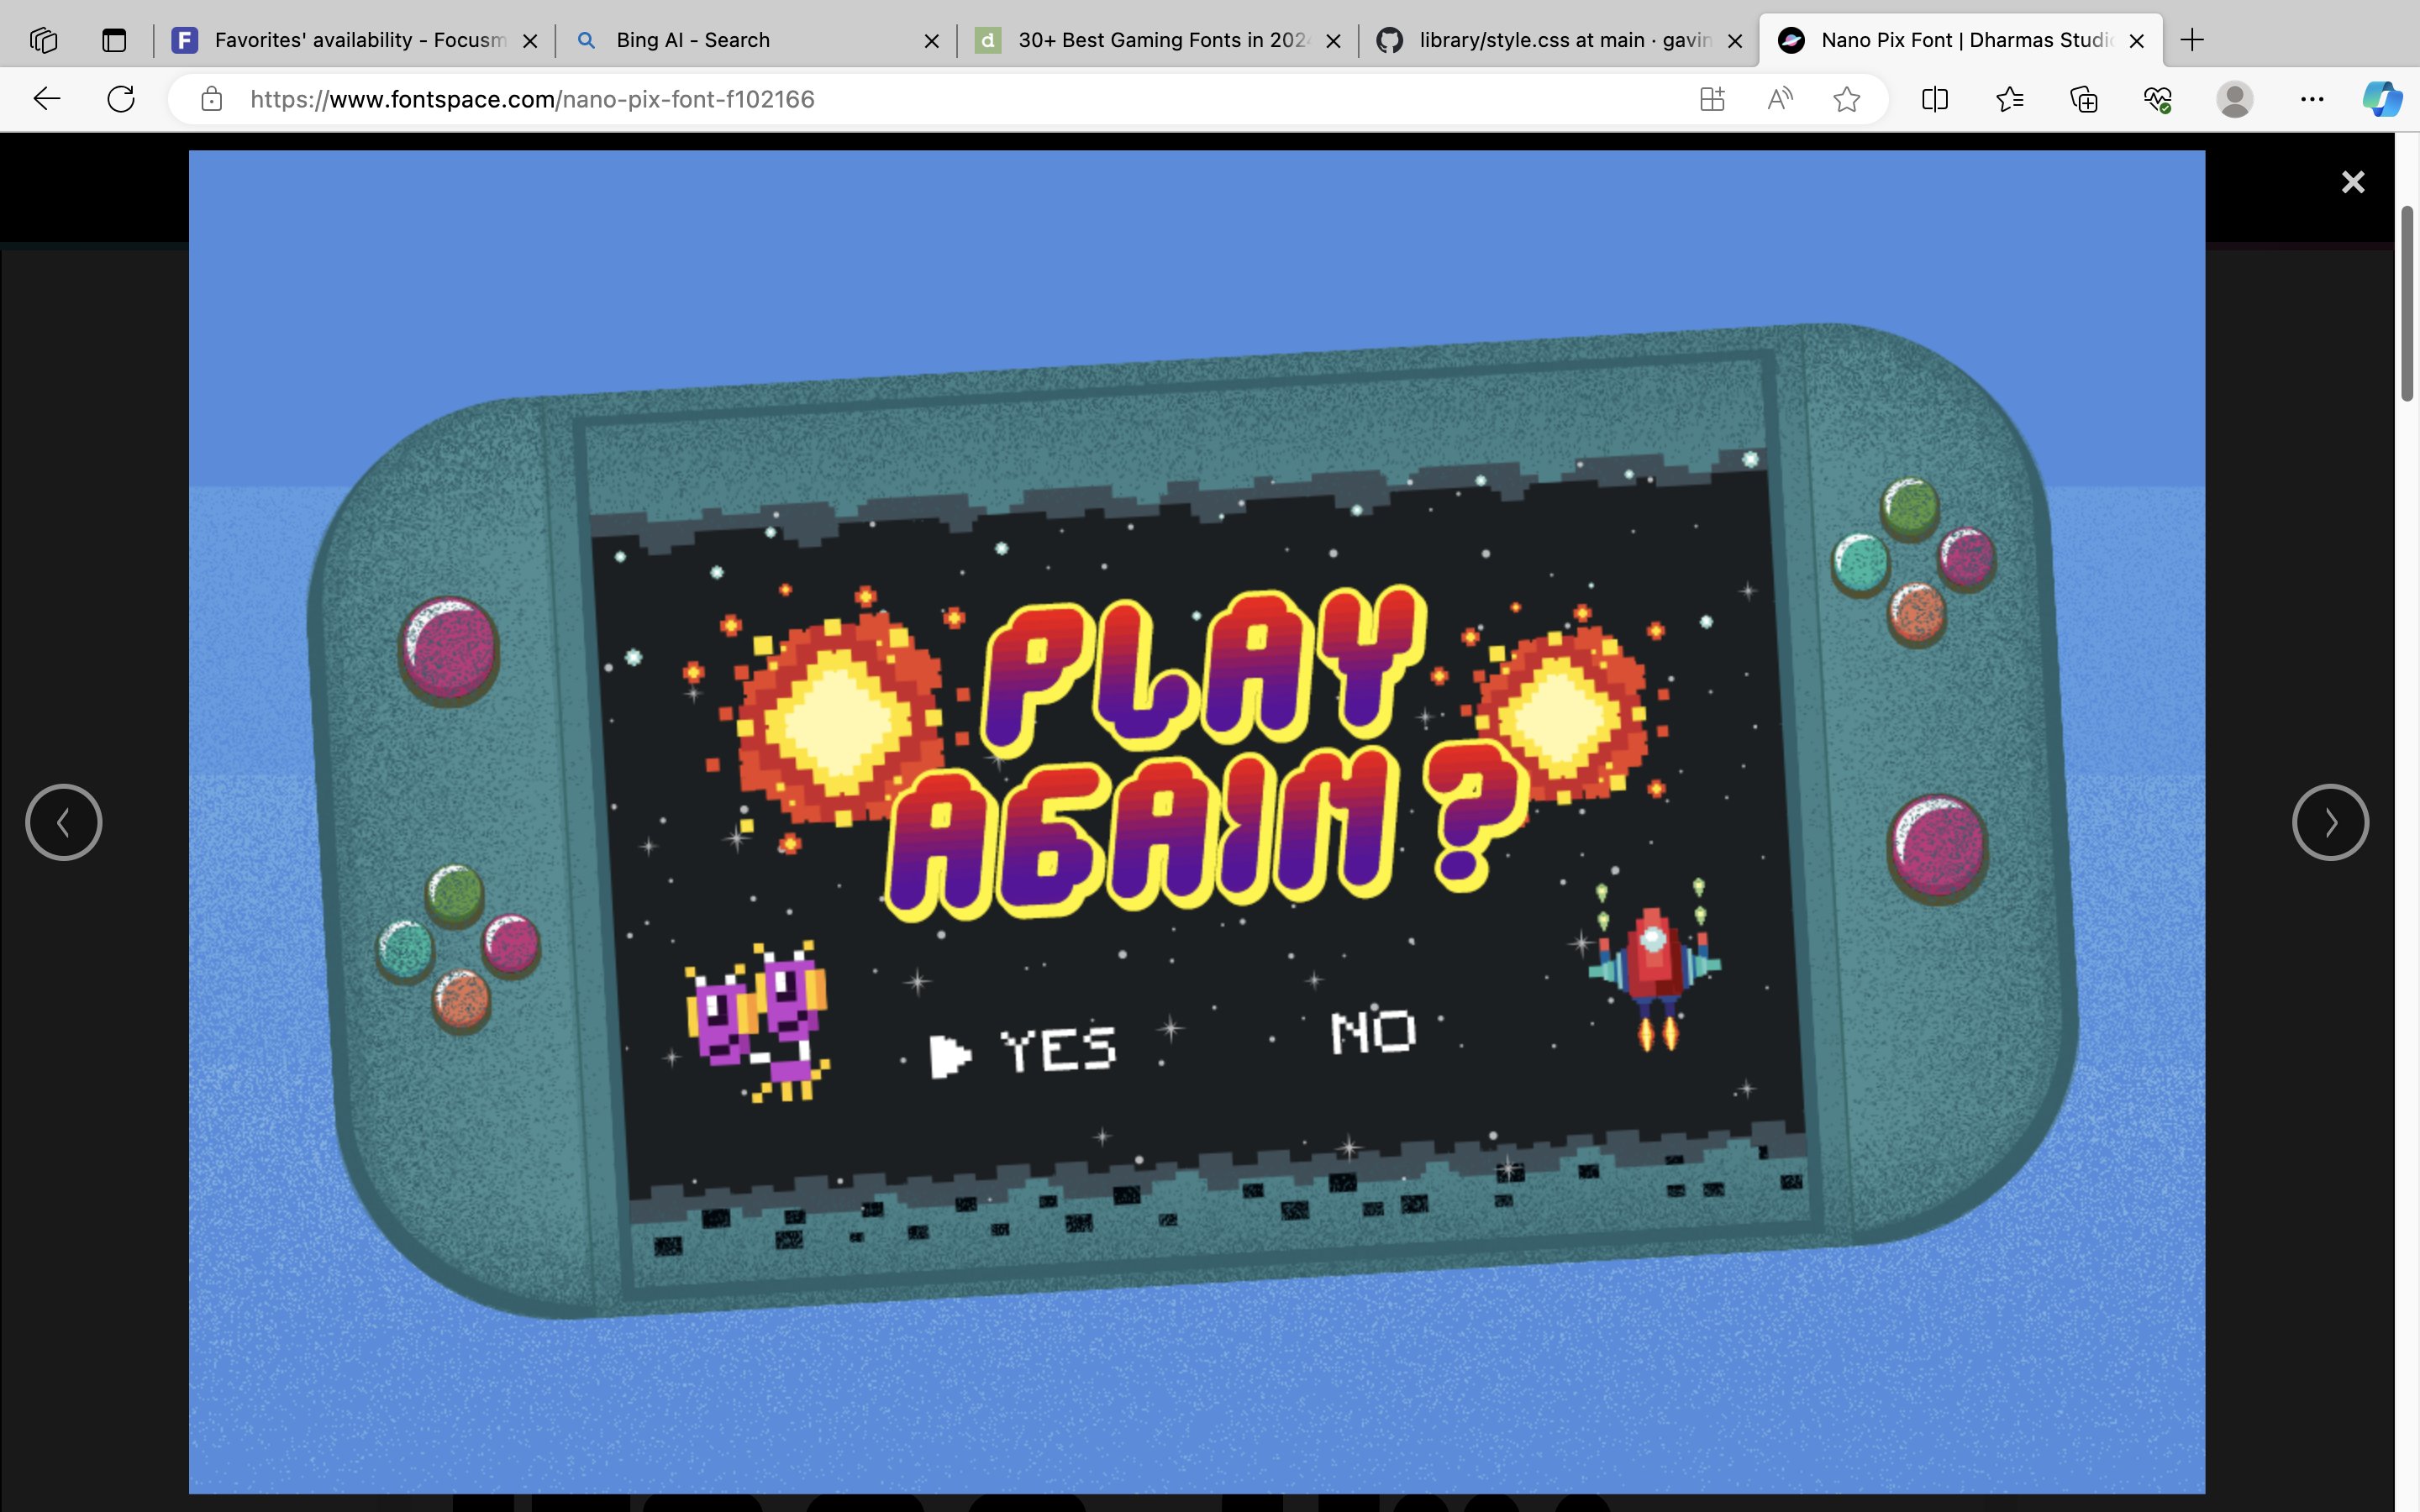 Favorites' availability - Focusm
Bing AI - Search
30+ Best Gaming Fonts in 202
library/style.css at main · gavin
Nano Pix Font | Dharmas Studi
https://www.fontspace.com/nano-pix-font-f102166
PLAY
AGAIN?
YES NO